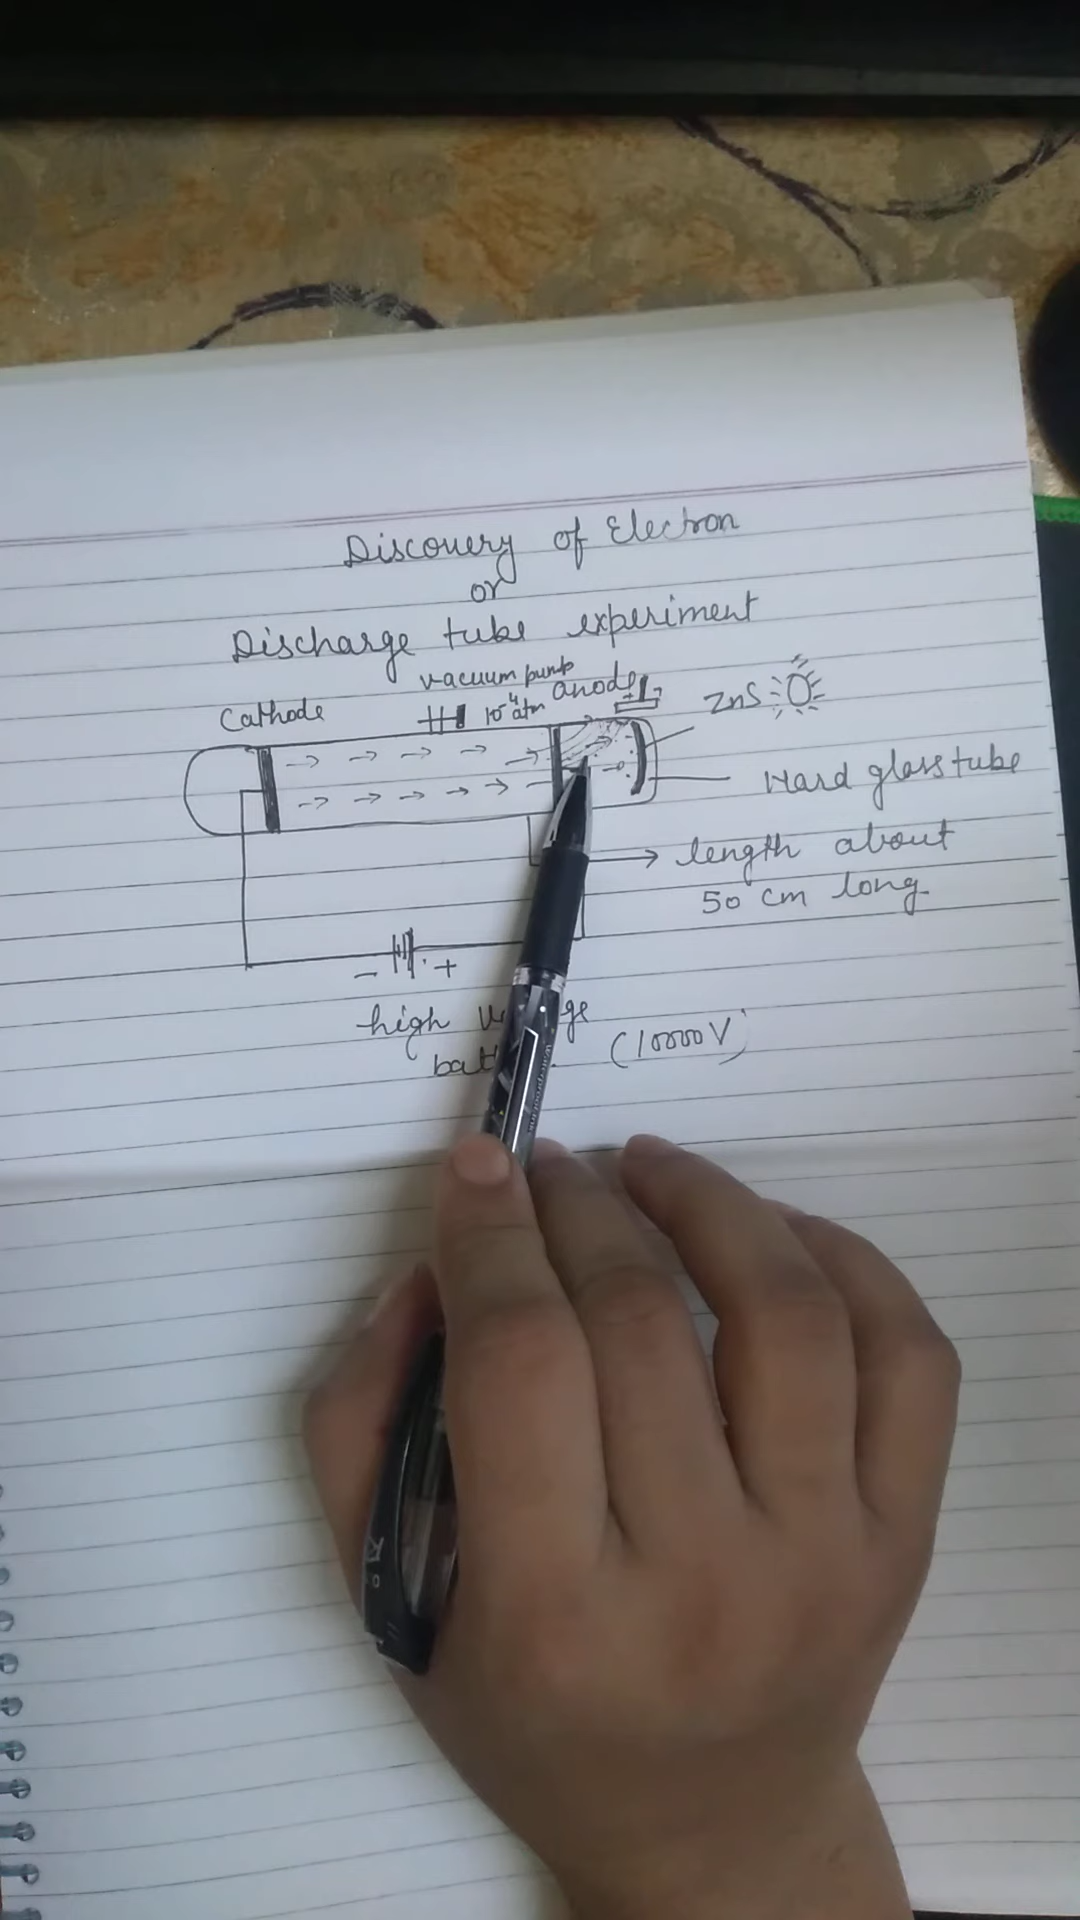 Discovery of Electron
or
Discharge tube experiment
vacuum pump
Cathode
10⁻⁴ atm
anode
ZnS
Hard glass tube
length about
50 cm long
- +
high
(10000V)